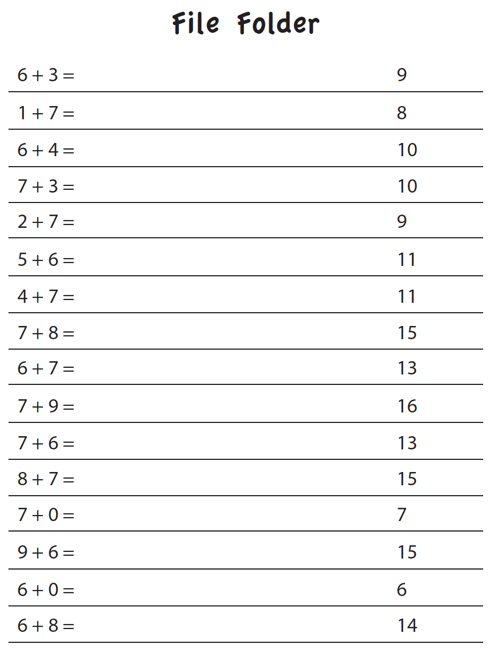 File Folder
6 + 3 = 9
1 + 7 = 8
6 + 4 = 10
7 + 3 = 10
2 + 7 = 9
5 + 6 = 11
4 + 7 = 11
7 + 8 = 15
6 + 7 = 13
7 + 9 = 16
7 + 6 = 13
8 + 7 = 15
7 + 0 = 7
9 + 6 = 15
6 + 0 = 6
6 + 8 = 14